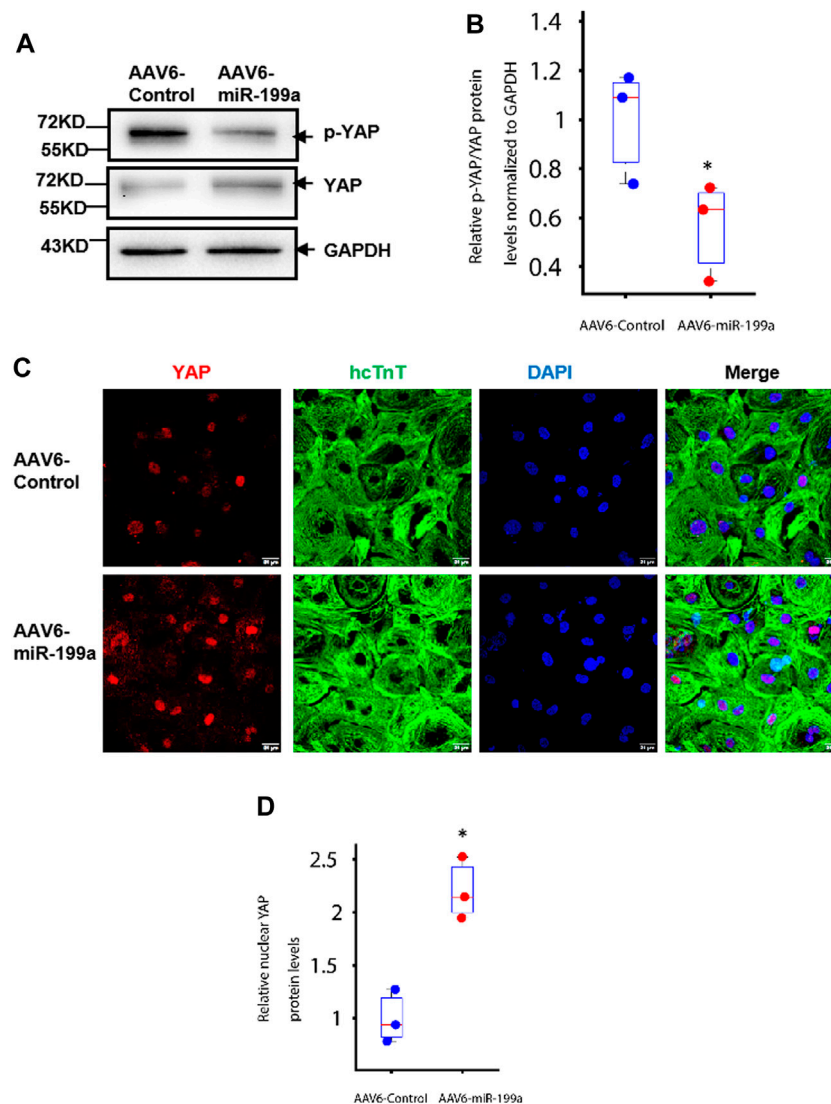 A
AAV6-
Control
AAV6-
miR-199a
72KD
55KD
p-YAP
72KD
55KD
YAP
43KD
GAPDH
B
Relative p-YAP/YAP protein
levels normalized to GAPDH
1.4
1.2
1
0.8
0.6
0.4
*
AAV6-Control
AAV6-miR-199a
C
YAP
hcTnT
DAPI
Merge
AAV6-
Control
AAV6-
miR-199a
D
Relative nuclear YAP
protein levels
2.5
2
1.5
1
*
AAV6-Control
AAV6-miR-199a